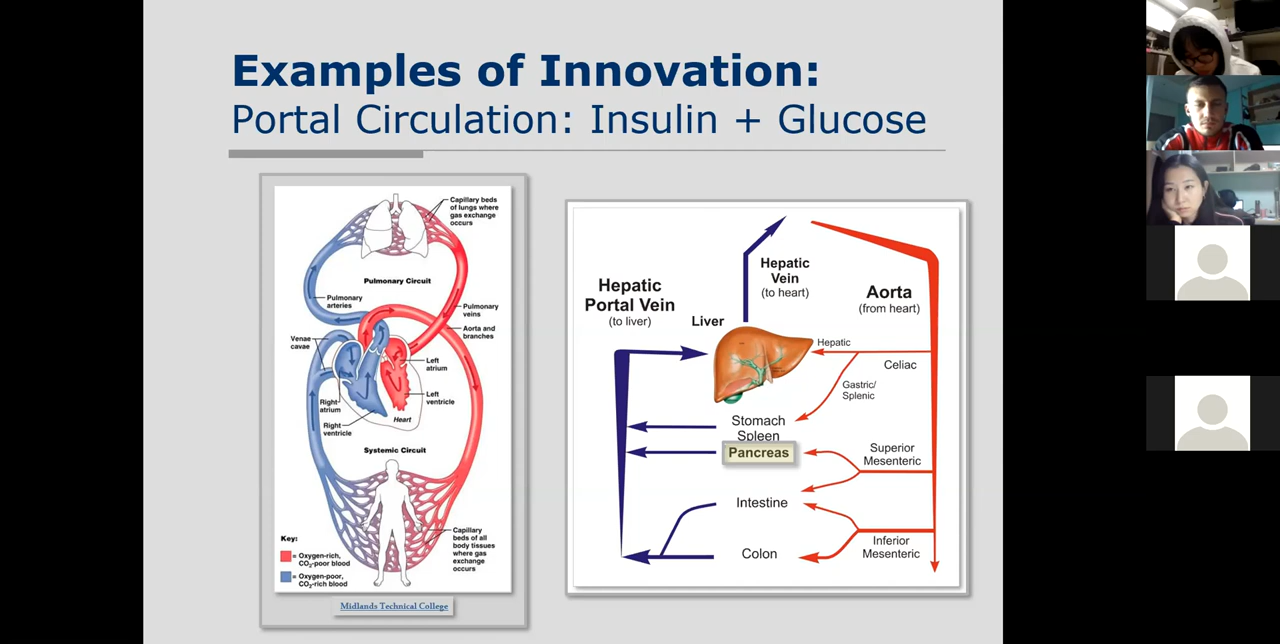 Examples of Innovation:
Portal Circulation: Insulin + Glucose
Capillary beds
of lungs where
gas exchange
occurs
Pulmonary Circuit
Pulmonary
arteries
Pulmonary
veins
Aorta and
branches
Venae
cavae
Left
atrium
Left
ventricle
Right
atrium
Heart
Right
ventricle
Systemic Circuit
Key:
Capillary
beds of all
body tissues
where gas
exchange
occurs
= Oxygen-rich,
CO2-poor blood
= Oxygen-poor,
CO2-rich blood
Midlands Technical College
Hepatic
Portal Vein
(to liver)
Hepatic
Vein
(to heart)
Aorta
(from heart)
Liver
Hepatic
Celiac
Gastric/
Splenic
Stomach
Spleen
Pancreas
Superior
Mesenteric
Intestine
Colon
Inferior
Mesenteric